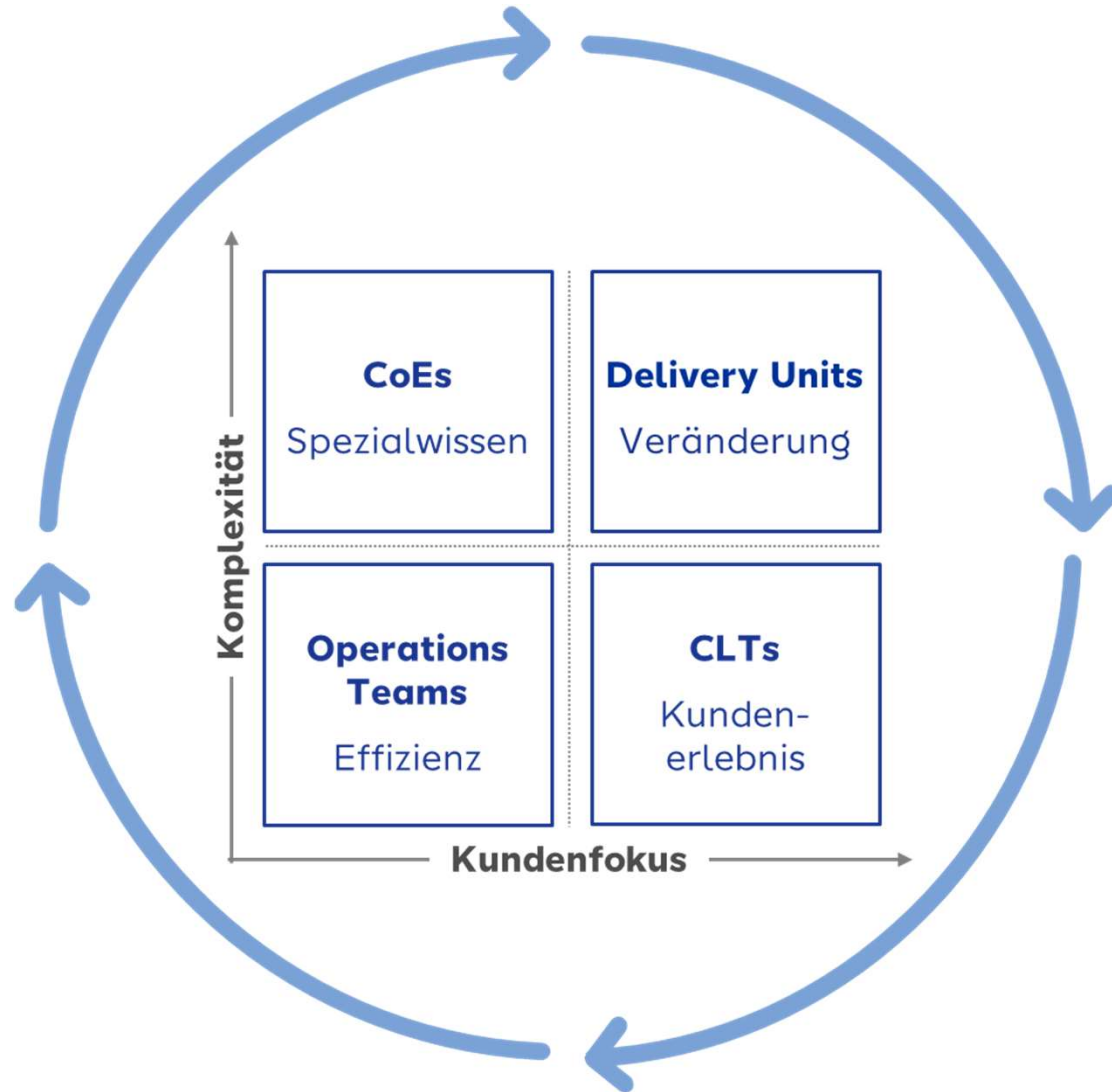 CoEs
Spezialwissen
Delivery Units
Veränderung
Komplexität
Operations
Teams
Effizienz
CLTs
Kunden-
erlebnis
Kundenfokus